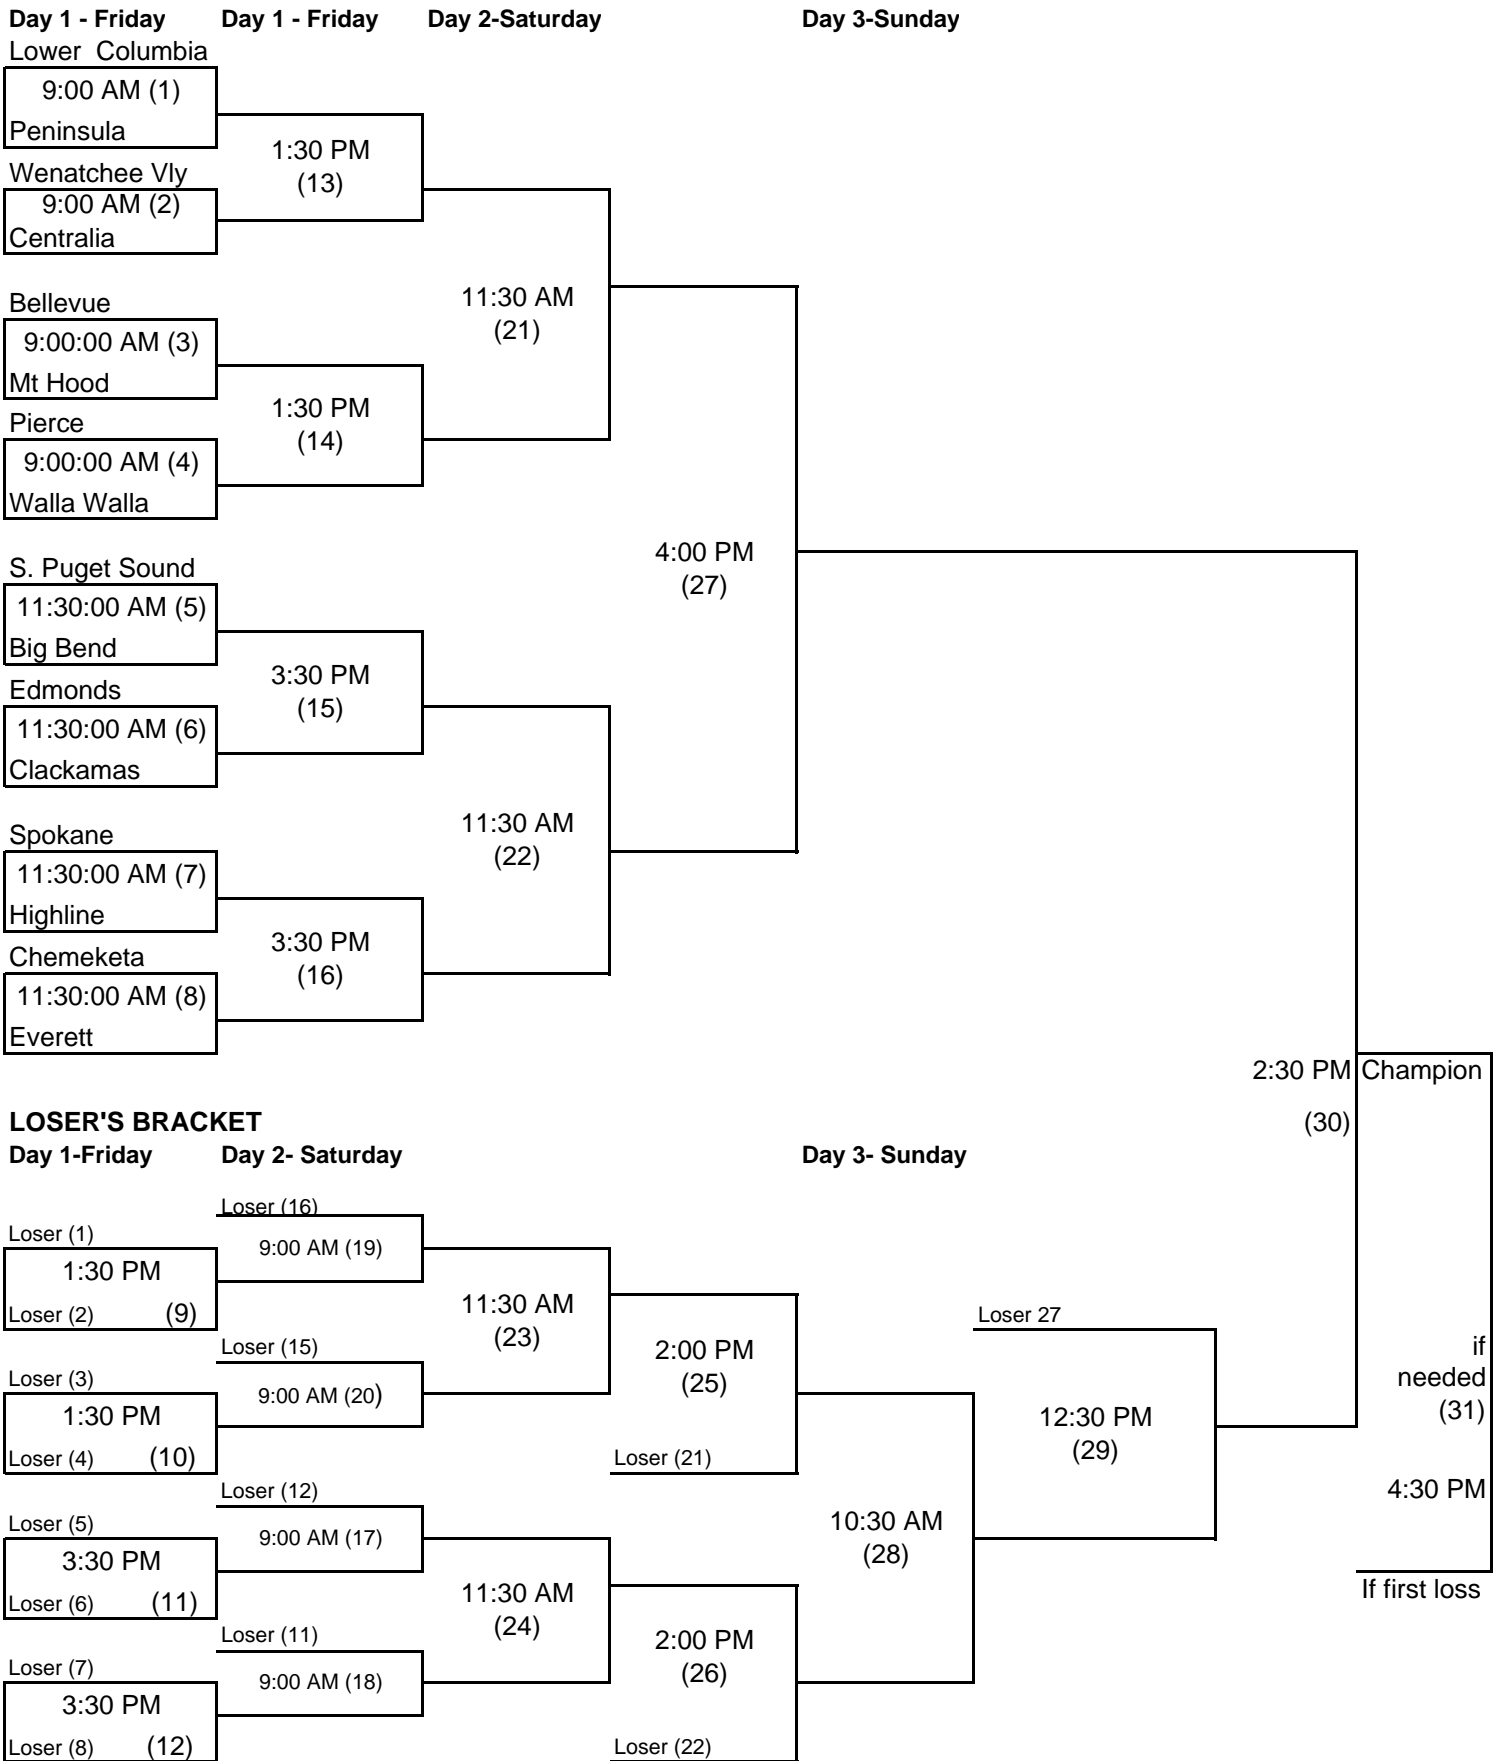 Day 1 - Friday Day 1 - Friday Day 2-Saturday Day 3-Sunday
Lower Columbia
9:00 AM (1)
Peninsula
1:30 PM
(13)
Wenatchee Vly
9:00 AM (2)
Centralia
Bellevue
9:00:00 AM (3)
Mt Hood
11:30 AM
(21)
Pierce
9:00:00 AM (4)
Walla Walla
1:30 PM
(14)
4:00 PM
(27)
S. Puget Sound
11:30:00 AM (5)
Big Bend
3:30 PM
(15)
Edmonds
11:30:00 AM (6)
Clackamas
11:30 AM
(22)
Spokane
11:30:00 AM (7)
Highline
3:30 PM
(16)
Chemeketa
11:30:00 AM (8)
Everett
2:30 PM Champion
(30)
LOSER'S BRACKET
Day 1-Friday Day 2- Saturday Day 3- Sunday
Loser (16)
Loser (1)
9:00 AM (19)
1:30 PM
Loser (2) (9)
11:30 AM
(23)
Loser 27
Loser (15)
2:00 PM
(25)
if
needed
(31)
Loser (3)
9:00 AM (20)
1:30 PM
12:30 PM
(29)
Loser (4) (10)
Loser (21)
4:30 PM
Loser (12)
Loser (5)
9:00 AM (17)
10:30 AM
(28)
3:30 PM
Loser (6) (11)
11:30 AM
(24)
If first loss
Loser (11)
2:00 PM
(26)
Loser (7)
9:00 AM (18)
3:30 PM
Loser (8) (12)
Loser (22)